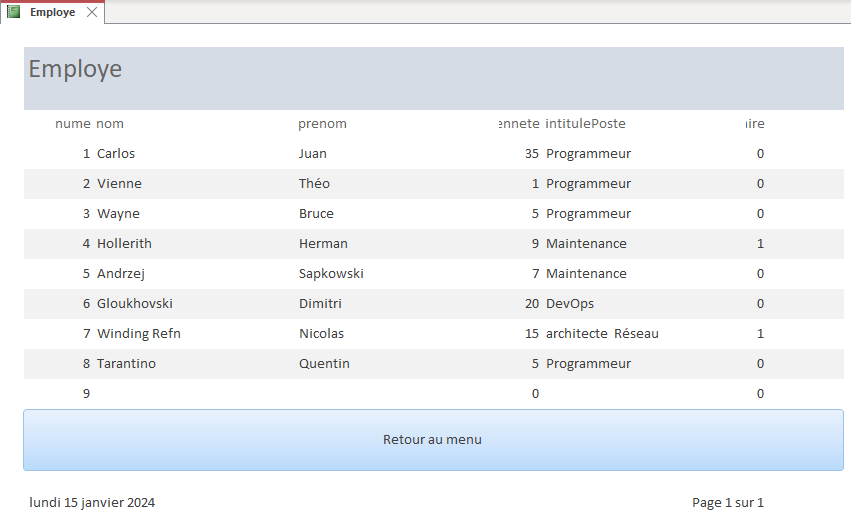 Employe
Employe
nume nom prenom ennete intitulePoste ire
1 Carlos Juan 35 Programmeur 0
2 Vienne Théo 1 Programmeur 0
3 Wayne Bruce 5 Programmeur 0
4 Hollerith Herman 9 Maintenance 1
5 Andrzej Sapkowski 7 Maintenance 0
6 Gloukhovski Dimitri 20 DevOps 0
7 Winding Refn Nicolas 15 architecte Réseau 1
8 Tarantino Quentin 5 Programmeur 0
9 0 0
Retour au menu
lundi 15 janvier 2024 Page 1 sur 1